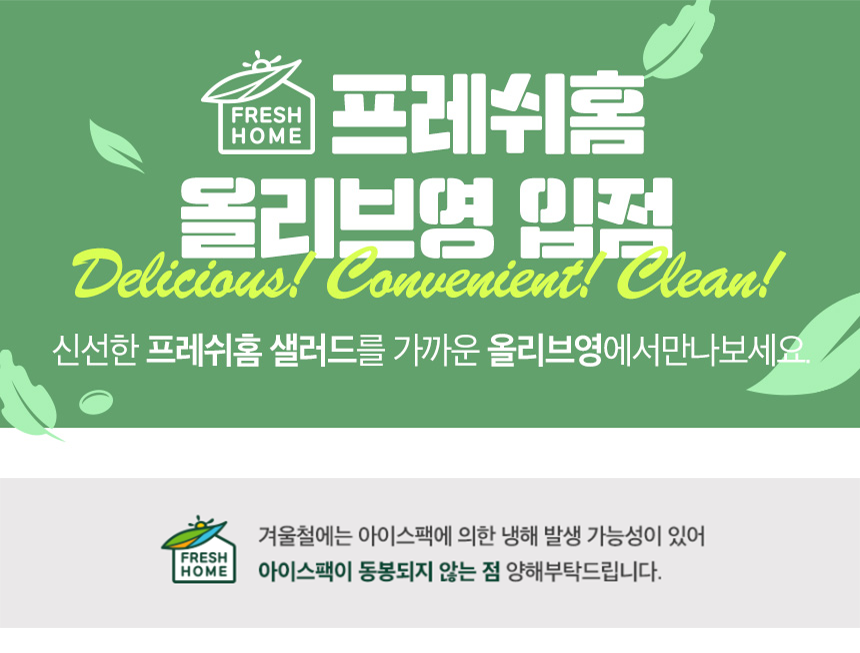 FRESH
HOME
프레쉬홈
올리브영 입점
Delicious! Convenient! Clean!
신선한 프레쉬홈 샐러드를 가까운 올리브영에서만나보세요.
FRESH
HOME
겨울철에는 아이스팩에 의한 냉해 발생 가능성이 있어
아이스팩이 동봉되지 않는 점 양해부탁드립니다.